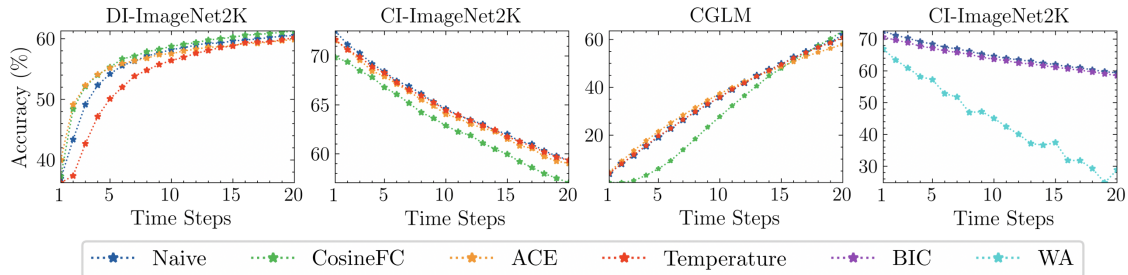 DI-ImageNet2K CI-ImageNet2K CGLM CI-ImageNet2K
Accuracy (%)
60
50
40
1 5 10 15 20
Time Steps
70
65
60
1 5 10 15 20
Time Steps
60
40
20
1 5 10 15 20
Time Steps
70
60
50
40
30
1 5 10 15 20
Time Steps
Naive CosineFC ACE Temperature BIC WA